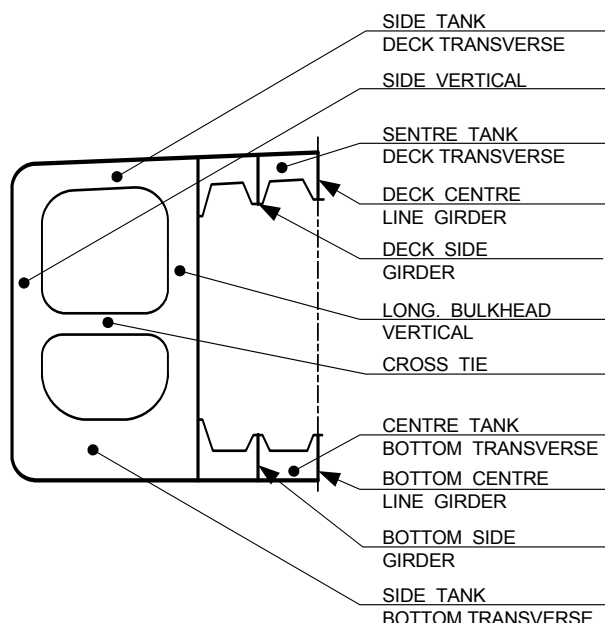 SIDE TANK
DECK TRANSVERSE
SIDE VERTICAL
SENTRE TANK
DECK TRANSVERSE
DECK CENTRE
LINE GIRDER
DECK SIDE
GIRDER
LONG. BULKHEAD
VERTICAL
CROSS TIE
CENTRE TANK
BOTTOM TRANSVERSE
BOTTOM CENTRE
LINE GIRDER
BOTTOM SIDE
GIRDER
SIDE TANK
BOTTOM TRANSVERSE